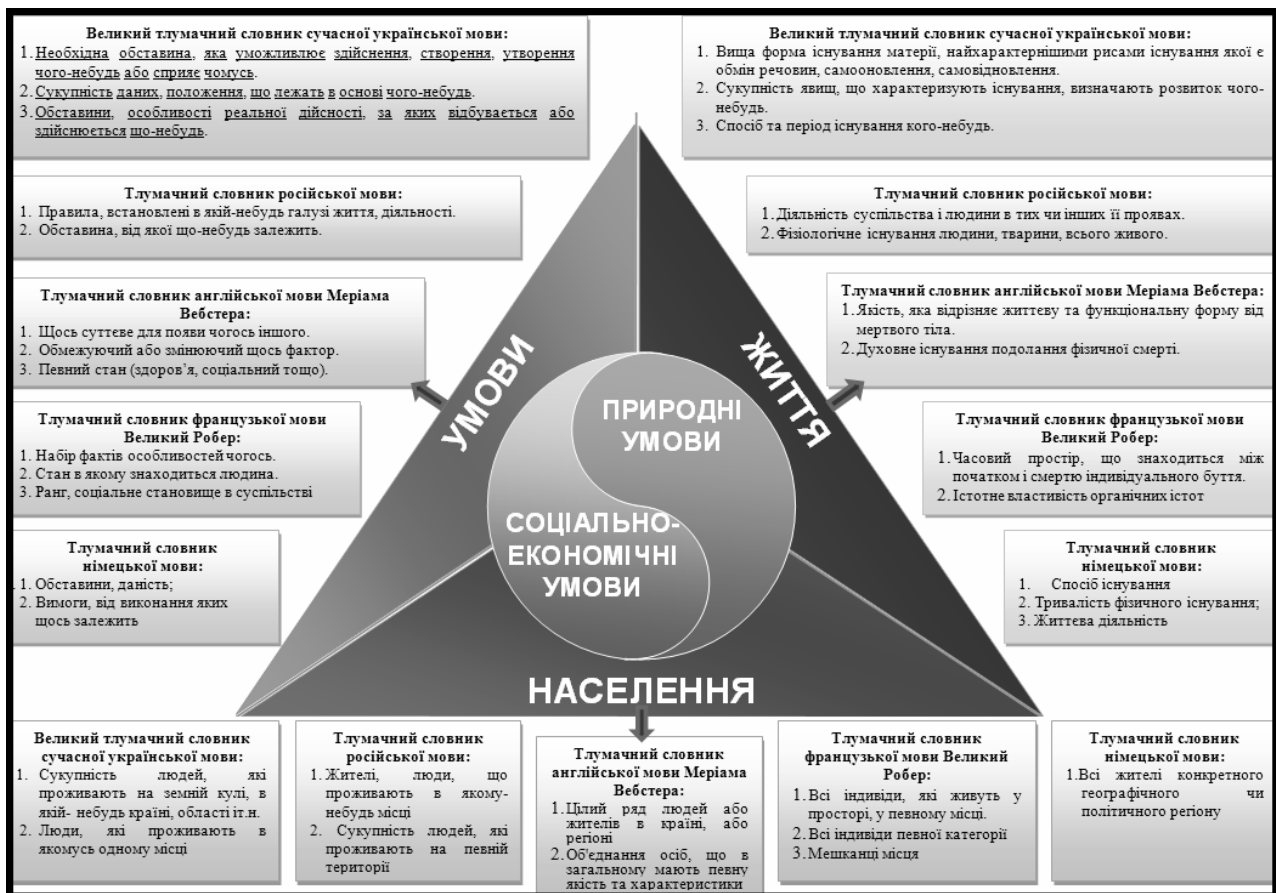 Великий тлумачний словник сучасної української мови:
1. Необхідна обставина, яка уможливлює здійснення, створення, утворення
чого-небудь або сприяє чомусь.
2. Сукупність даних, положення, що лежать в основі чого-небудь.
3. Обставини, особливості реальної дійсності, за яких відбувається або
здійснюється що-небудь.
Великий тлумачний словник сучасної української мови:
1. Вища форма існування матерії, найхарактернішими рисами існування якої є
обмін речовин, самооновлення, самовідновлення.
2. Сукупність явищ, що характеризують існування, визначають розвиток чого-
небудь.
3. Спосіб та період існування кого-небудь.
Тлумачний словник російської мови:
1. Правила, встановлені в якій-небудь галузі життя, діяльності.
2. Обставина, від якої що-небудь залежить.
Тлумачний словник російської мови:
1. Діяльність суспільства і людини в тих чи інших її проявах.
2. Фізіологічне існування людини, тварини, всього живого.
Тлумачний словник англійської мови Меріама
Вебстера:
1. Щось суттєве для появи чогось іншого.
2. Обмежуючий або змінюючий щось фактор.
3. Певний стан (здоров’я, соціальний тощо).
Тлумачний словник англійської мови Меріама Вебстера:
1. Якість, яка відрізняє життєву та функціональну форму від
мертвого тіла.
2. Духовне існування подолання фізичної смерті.
УМОВИ
ЖИТТЯ
ПРИРОДНІ
УМОВИ
СОЦІАЛЬНО-
ЕКОНОМІЧНІ
УМОВИ
НАСЕЛЕННЯ
Тлумачний словник французької мови
Великий Робер:
1. Набір фактів особливостей чогось.
2. Стан в якому знаходиться людина.
3. Ранг, соціальне становище в суспільстві
Тлумачний словник французької мови
Великий Робер:
1. Часовий простір, що знаходиться між
початком і смертю індивідуального буття.
2. Істотне властивість органічних істот
Тлумачний словник
німецької мови:
1. Обставини, даність;
2. Вимоги, від виконання яких
щось залежить
Тлумачний словник
німецької мови:
1. Спосіб існування
2. Тривалість фізичного існування;
3. Життєва діяльність
Великий тлумачний словник
сучасної української мови:
1. Сукупність людей, які
проживають на земній кулі, в
якій- небудь країні, області іт.н.
2. Люди, які проживають в
якомусь одному місці
Тлумачний словник
російської мови:
1. Жителі, люди, що
проживають в якому-
небудь місці
2. Сукупність людей, які
проживають на певній
території
Тлумачний словник
англійської мови Меріама
Вебстера:
1. Цілий ряд людей або
жителів в країні, або
регіоні
2. Об'єднання осіб, що в
загальному мають певну
якість та характеристики
Тлумачний словник
французької мови Великий
Робер:
1. Всі індивіди, які живуть у
просторі, у певному місці.
2. Всі індивіди певної категорії
3. Мешканці місця
Тлумачний словник
німецької мови:
1. Всі жителі конкретного
географічного чи
політичного регіону